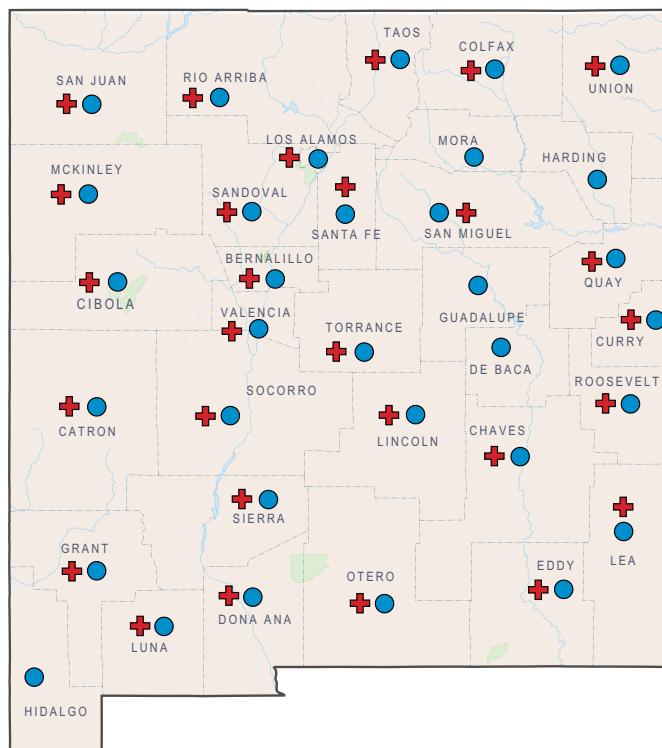 TAOS
COLFAX
SAN JUAN
RIO ARRIBA
UNION
LOS ALAMOS
MORA
HARDING
MCKINLEY
SANDOVAL
SANTA FE
SAN MIGUEL
BERNALILLO
QUAY
CIBOLA
VALENCIA
GUADALUPE
TORRANCE
CURRY
DE BACA
ROOSEVELT
SOCORRO
CATRON
LINCOLN
CHAVES
SIERRA
GRANT
LEA
EDDY
OTERO
DONA ANA
LUNA
HIDALGO